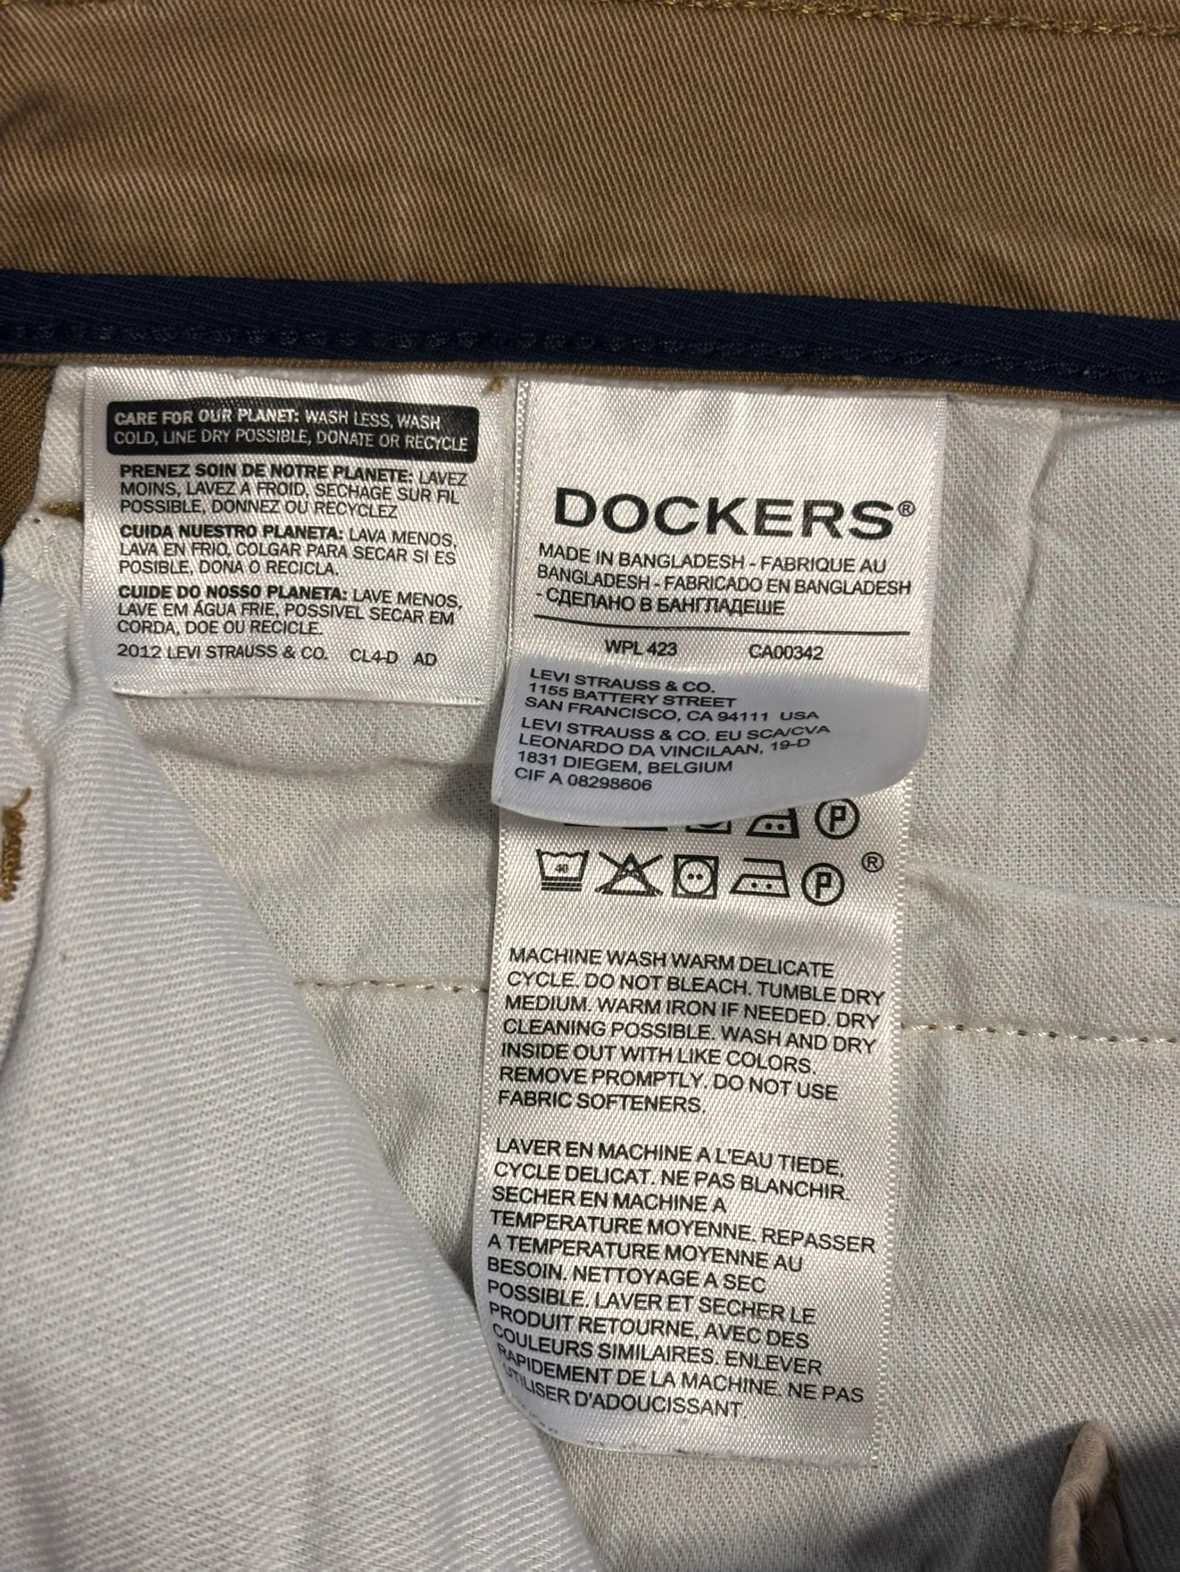 CARE FOR OUR PLANET: WASH LESS, WASH
COLD, LINE DRY POSSIBLE, DONATE OR RECYCLE
PRENEZ SOIN DE NOTRE PLANETE: LAVEZ
MOINS, LAVEZ A FROID, SECHAGE SUR FIL
POSSIBLE, DONNEZ OU RECYCLEZ
CUIDA NUESTRO PLANETA: LAVA MENOS,
LAVA EN FRIO, COLGAR PARA SECAR SI ES
POSIBLE, DONA O RECICLA.
CUIDE DO NOSSO PLANETA: LAVE MENOS,
LAVE EM ÁGUA FRIE, POSSIVEL SECAR EM
CORDA, DOE OU RECICLE.
2012 LEVI STRAUSS & CO. CL4-D AD
DOCKERS®
MADE IN BANGLADESH - FABRIQUE AU
BANGLADESH - FABRICADO EN BANGLADESH
- СДЕЛАНО В БАНГЛАДЕШЕ
WPL 423 CA00342
LEVI STRAUSS & CO.
1155 BATTERY STREET
SAN FRANCISCO, CA 94111 USA
LEVI STRAUSS & CO. EU SCA/CVA
LEONARDO DA VINCILAAN, 19-D
1831 DIEGEM, BELGIUM
CIF A 08298606
P
40 P ®
MACHINE WASH WARM DELICATE
CYCLE. DO NOT BLEACH. TUMBLE DRY
MEDIUM. WARM IRON IF NEEDED. DRY
CLEANING POSSIBLE. WASH AND DRY
INSIDE OUT WITH LIKE COLORS.
REMOVE PROMPTLY. DO NOT USE
FABRIC SOFTENERS.
LAVER EN MACHINE A L'EAU TIEDE,
CYCLE DELICAT. NE PAS BLANCHIR.
SECHER EN MACHINE A
TEMPERATURE MOYENNE. REPASSER
A TEMPERATURE MOYENNE AU
BESOIN. NETTOYAGE A SEC
POSSIBLE. LAVER ET SECHER LE
PRODUIT RETOURNE, AVEC DES
COULEURS SIMILAIRES. ENLEVER
RAPIDEMENT DE LA MACHINE. NE PAS
UTILISER D'ADOUCISSANT.